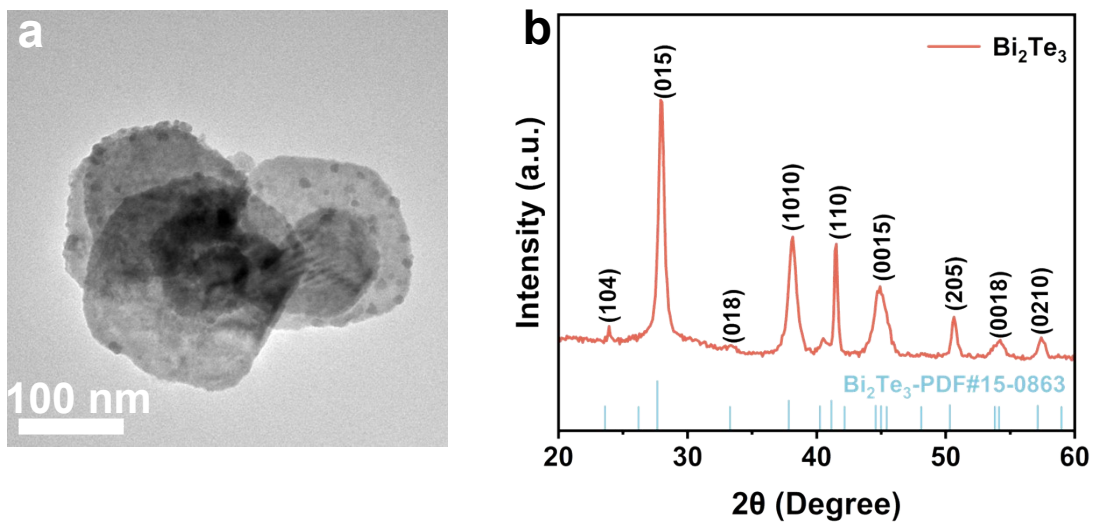 a
100 nm
b
Bi₂Te₃
(104)
(015)
(018)
(1010)
(110)
(0015)
(205)
(0018)
(0210)
Bi₂Te₃-PDF#15-0863
Intensity (a.u.)
20 30 40 50 60
2θ (Degree)